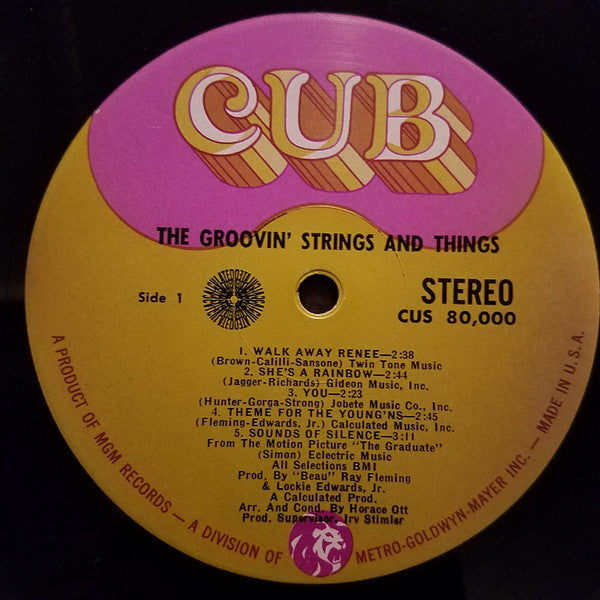 CUB
THE GROOVIN' STRINGS AND THINGS
Side 1
STEREO
CUS 80,000
1. WALK AWAY RENEE—2:38
(Brown-Calilli-Sansone) Twin Tone Music
2. SHE'S A RAINBOW—2:44
(Jagger-Richards) Gideon Music, Inc.
3. YOU—2:23
(Hunter-Gorga-Strong) Jobete Music Co., Inc.
4. THEME FOR THE YOUNG'NS—2:45
(Fleming-Edwards, Jr.) Calculated Music, Inc.
5. SOUNDS OF SILENCE—3:11
From The Motion Picture "The Graduate"
(Simon) Eclectric Music
All Selections BMI
Prod. By "Beau" Ray Fleming
& Lockie Edwards, Jr.
A Calculated Prod.
Arr. And Cond. By Horace Ott
Prod. Supervisor, Irv Stimler
A PRODUCT OF MGM RECORDS — A DIVISION OF METRO-GOLDWYN-MAYER INC. — MADE IN U.S.A.